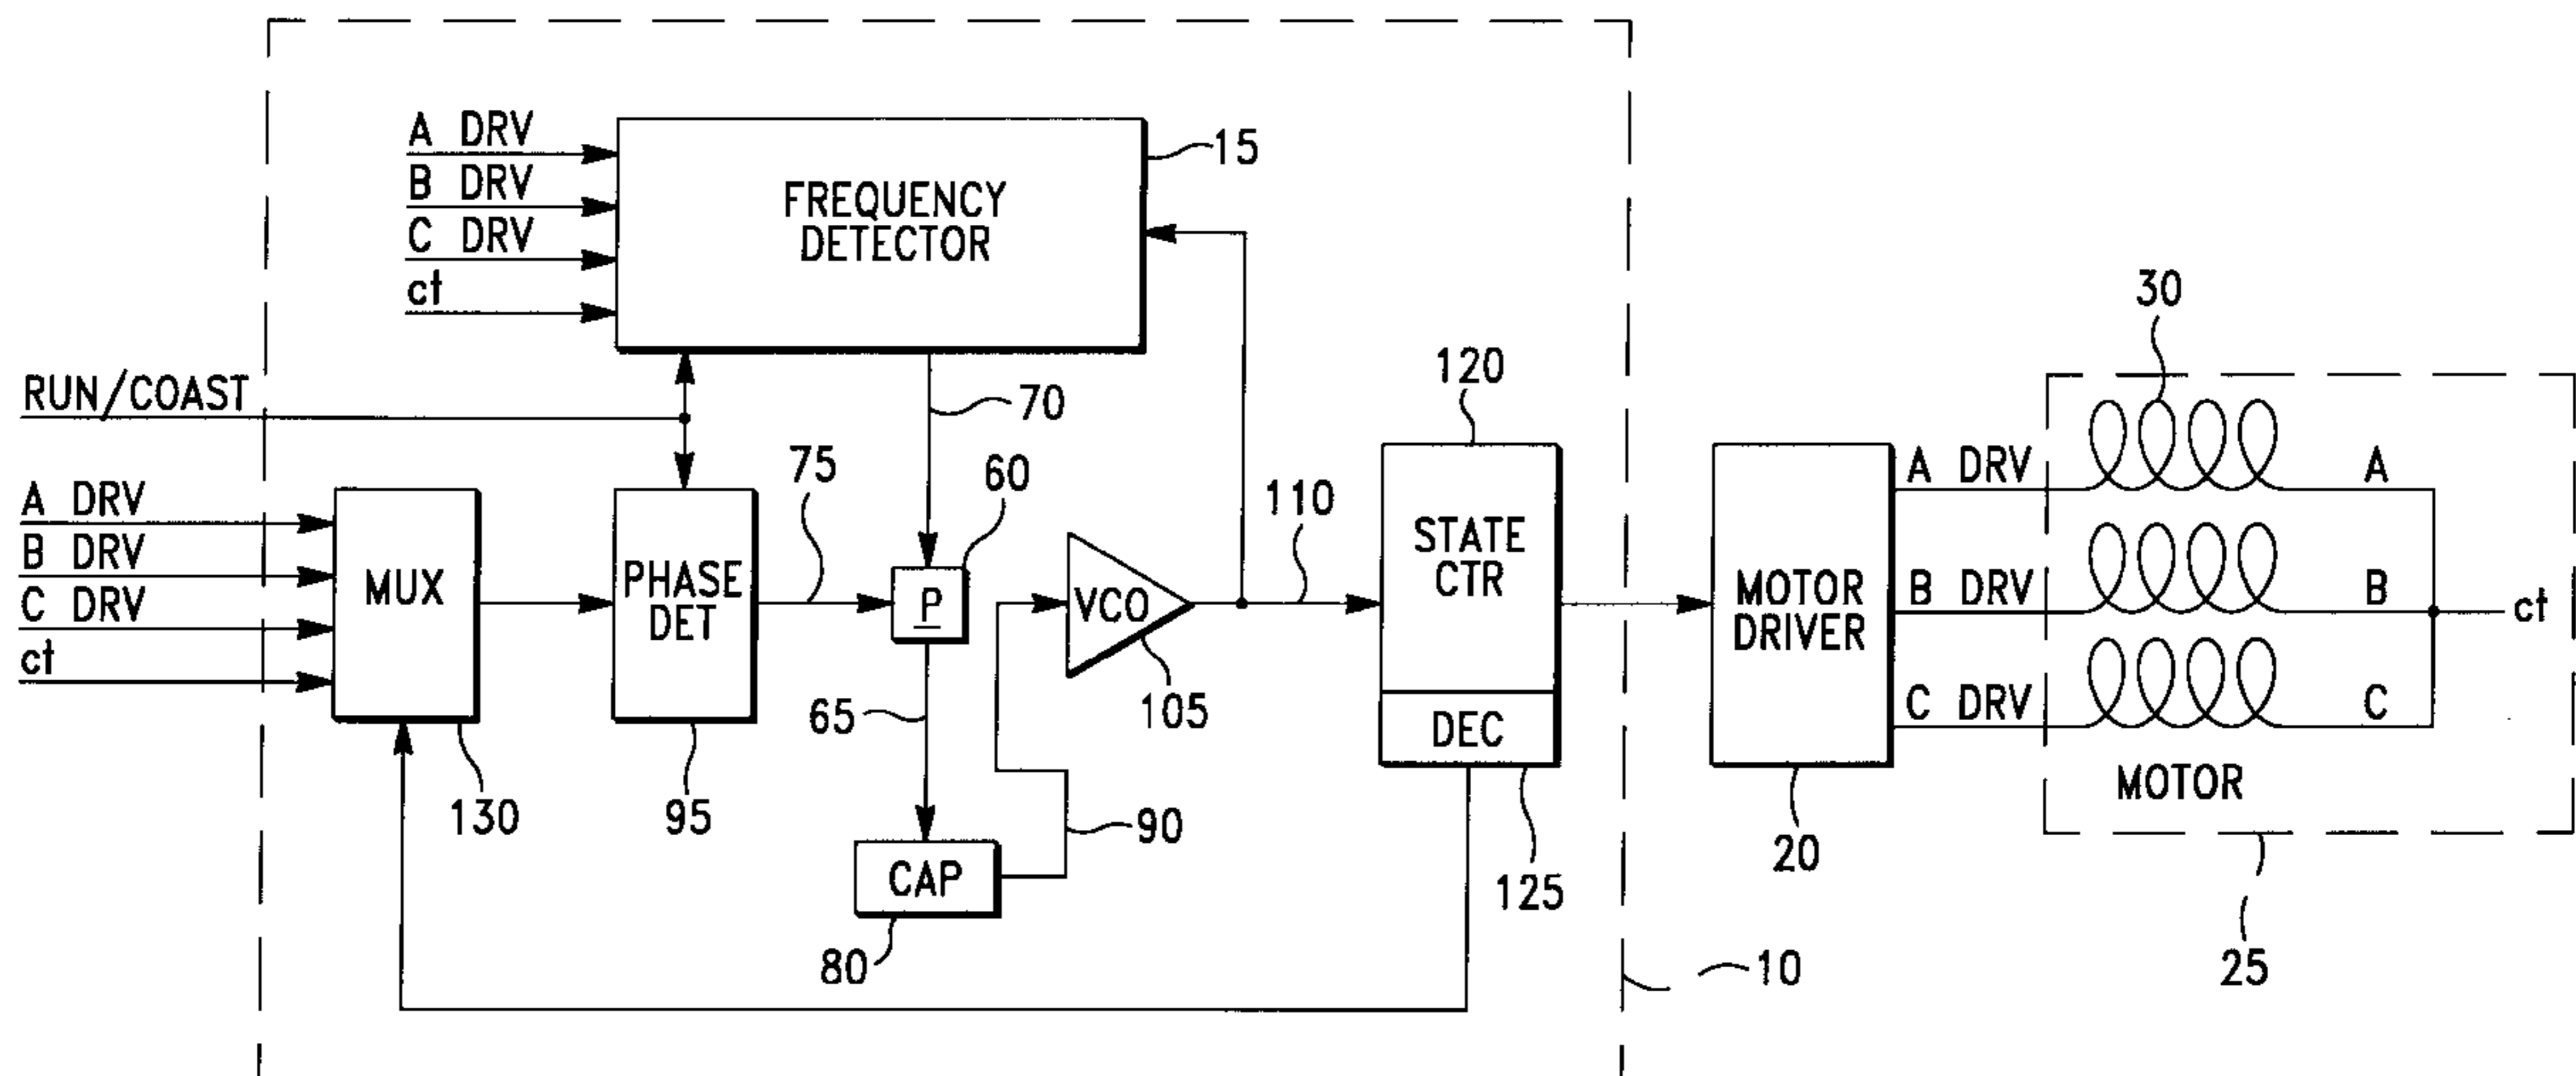 A DRV
B DRV
C DRV
ct
FREQUENCY
DETECTOR
15
RUN/COAST
70
A DRV
B DRV
C DRV
ct
MUX
130
PHASE
DET
95
75
60
P
65
CAP
80
90
VCO
105
110
120
STATE
CTR
DEC
125
10
MOTOR
DRIVER
20
A DRV
B DRV
C DRV
30
A
B
C
ct
MOTOR
25